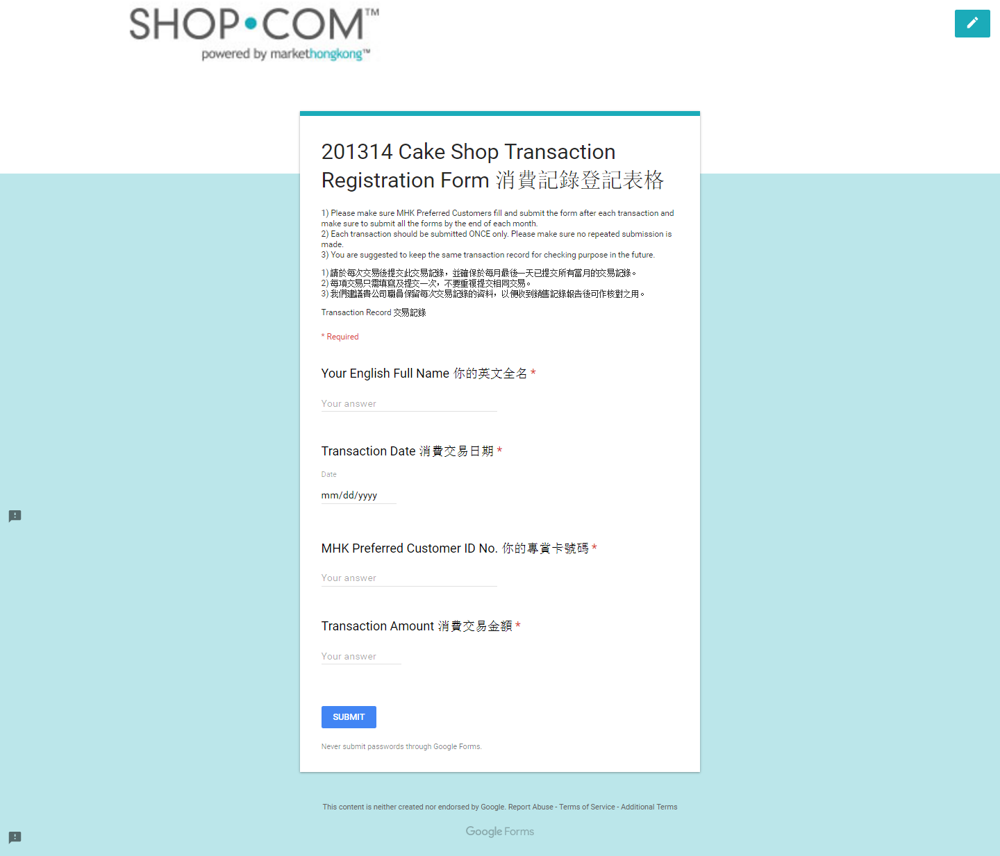 SHOP•COM™
powered by markethongkong™
201314 Cake Shop Transaction
Registration Form 消費記錄登記表格
1) Please make sure MHK Preferred Customers fill and submit the form after each transaction and
make sure to submit all the forms by the end of each month.
2) Each transaction should be submitted ONCE only. Please make sure no repeated submission is
made.
3) You are suggested to keep the same transaction record for checking purpose in the future.
1) 請於每次交易後提交此交易記錄，並確保於每月最後一天已提交所有當月的交易記錄。
2) 每項交易只需填寫及提交一次，不要重複提交相同交易。
3) 我們建議貴公司職員保留每次交易記錄的資料，以便收到銷售記錄報告後可作核對之用。
Transaction Record 交易記錄
* Required
Your English Full Name 你的英文全名 *
Your answer
Transaction Date 消費交易日期 *
Date
mm/dd/yyyy
MHK Preferred Customer ID No. 你的專賞卡號碼 *
Your answer
Transaction Amount 消費交易金額 *
Your answer
SUBMIT
Never submit passwords through Google Forms.
This content is neither created nor endorsed by Google. Report Abuse - Terms of Service - Additional Terms
Google Forms